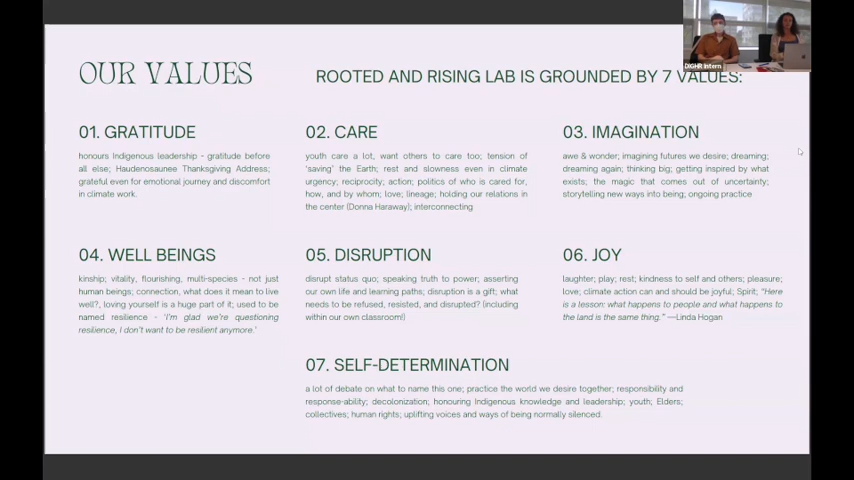 OUR VALUES
ROOTED AND RISING LAB IS GROUNDED BY 7 VALUES:
DIGHR Intern
01. GRATITUDE
honours Indigenous leadership - gratitude before
all else; Haudenosaunee Thanksgiving Address;
grateful even for emotional journey and discomfort
in climate work.
02. CARE
youth care a lot, want others to care too; tension of
'saving' the Earth; rest and slowness even in climate
urgency; reciprocity; action; politics of who is cared for,
how, and by whom; love; lineage; holding our relations in
the center (Donna Haraway); interconnecting
03. IMAGINATION
awe & wonder; imagining futures we desire; dreaming;
dreaming again; thinking big; getting inspired by what
exists; the magic that comes out of uncertainty;
storytelling new ways into being; ongoing practice
04. WELL BEINGS
kinship; vitality, flourishing, multi-species - not just
human beings; connection, what does it mean to live
well?, loving yourself is a huge part of it; used to be
named resilience - 'I'm glad we're questioning
resilience, I don't want to be resilient anymore.'
05. DISRUPTION
disrupt status quo; speaking truth to power; asserting
our own life and learning paths; disruption is a gift; what
needs to be refused, resisted, and disrupted? (including
within our own classroom!)
06. JOY
laughter; play; rest; kindness to self and others; pleasure;
love; climate action can and should be joyful; Spirit; "Here
is a lesson: what happens to people and what happens to
the land is the same thing." —Linda Hogan
07. SELF-DETERMINATION
a lot of debate on what to name this one; practice the world we desire together; responsibility and
response-ability; decolonization; honouring Indigenous knowledge and leadership; youth; Elders;
collectives; human rights; uplifting voices and ways of being normally silenced.